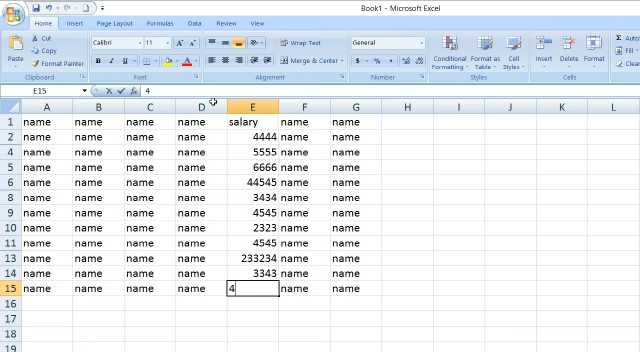 Book1 - Microsoft Excel
Home Insert Page Layout Formulas Data Review View
Cut
Copy
Format Painter
Paste
Calibri 11
Wrap Text
Merge & Center
General
Conditional Formatting
Format as Table
Cell Styles
Insert Delete Format
Fill
Clipboard Font Alignment Number Styles Cells
E15 4
A B C D E F G H I J K L
1 name name name name salary name name
2 name name name name 4444 name name
4 name name name name 5555 name name
5 name name name name 6666 name name
6 name name name name 44545 name name
8 name name name name 3434 name name
9 name name name name 4545 name name
10 name name name name 2323 name name
11 name name name name 4545 name name
13 name name name name 233234 name name
14 name name name name 3343 name name
15 name name name name 4 name name
16
17
18
19